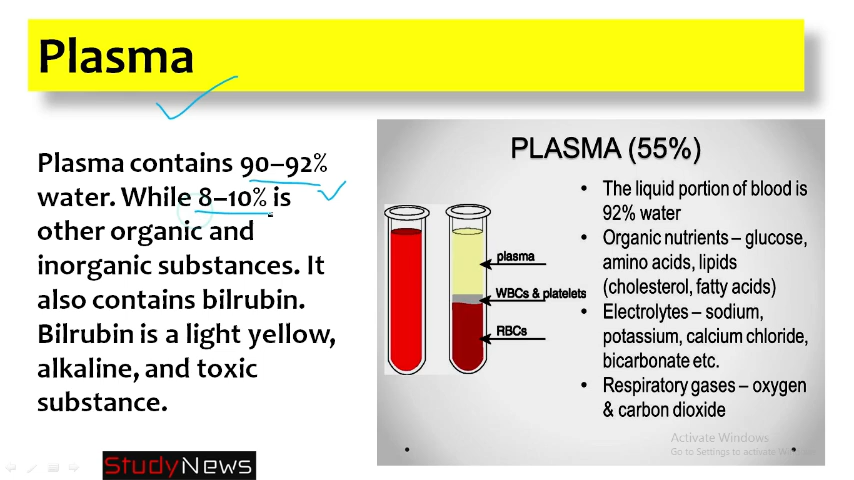 Plasma
Plasma contains 90–92%
water. While 8–10% is
other organic and
inorganic substances. It
also contains bilrubin.
Bilrubin is a light yellow,
alkaline, and toxic
substance.
StudyNews
PLASMA (55%)
plasma
WBCs & platelets
RBCs
• The liquid portion of blood is
92% water
• Organic nutrients – glucose,
amino acids, lipids
(cholesterol, fatty acids)
• Electrolytes – sodium,
potassium, calcium chloride,
bicarbonate etc.
• Respiratory gases – oxygen
& carbon dioxide
Activate Windows
Go to Settings to activate